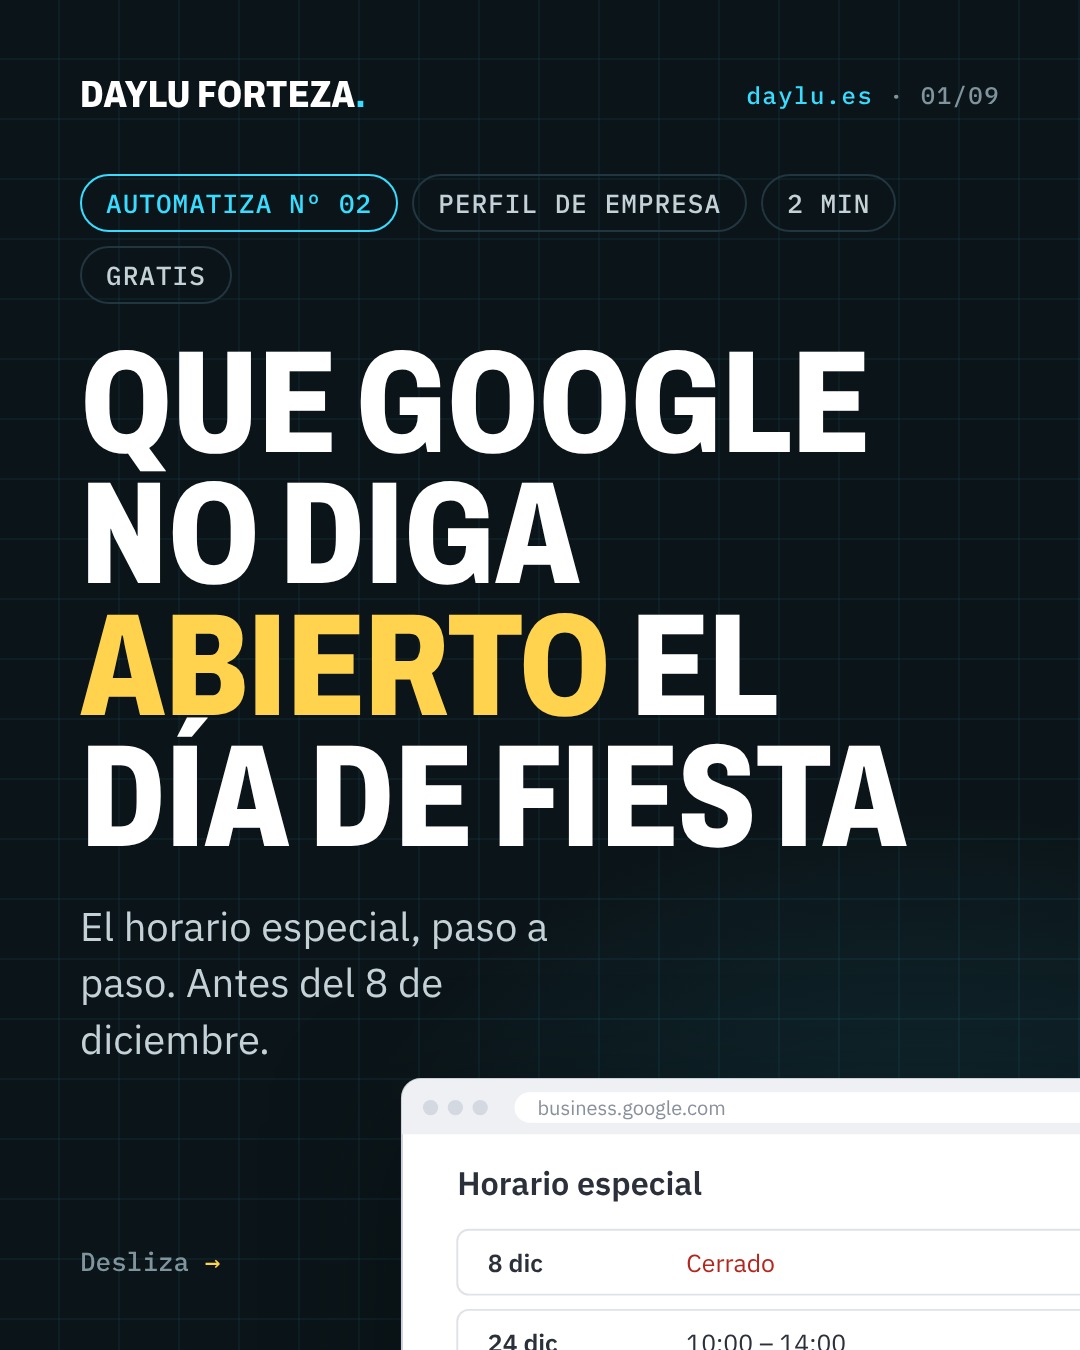 DAYLU FORTEZA.
daylu.es · 01/09
AUTOMATIZA Nº 02
PERFIL DE EMPRESA
2 MIN
GRATIS
QUE GOOGLE
NO DIGA
ABIERTO EL
DÍA DE FIESTA
El horario especial, paso a
paso. Antes del 8 de
diciembre.
business.google.com
Horario especial
8 dic Cerrado
24 dic 10:00 – 14:00
Desliza →